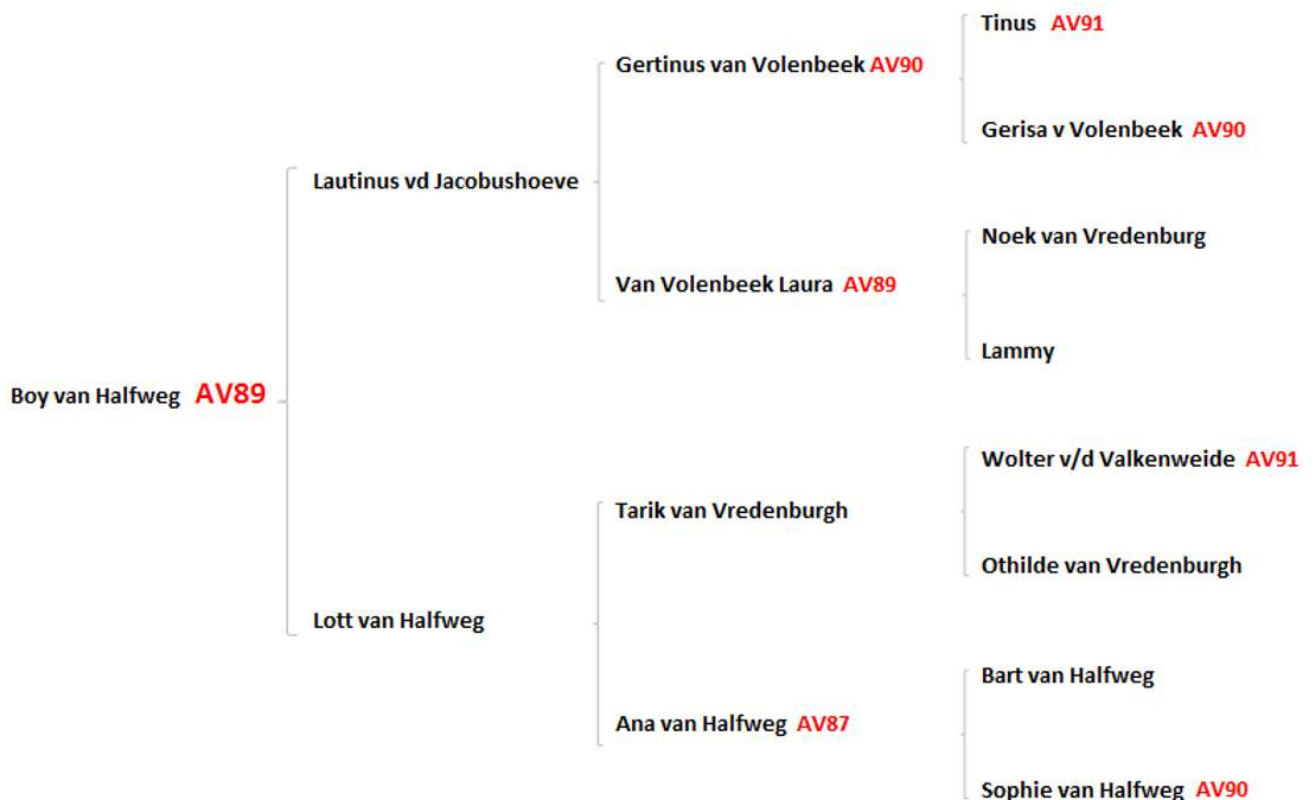 Tinus AV91
Gertinus van Volenbeek AV90
Gerisa v Volenbeek AV90
Lautinus vd Jacobushoeve
Noek van Vredenburg
Van Volenbeek Laura AV89
Lammy
Boy van Halfweg AV89
Wolter v/d Valkenweide AV91
Tarik van Vredenburgh
Othilde van Vredenburgh
Lott van Halfweg
Bart van Halfweg
Ana van Halfweg AV87
Sophie van Halfweg AV90